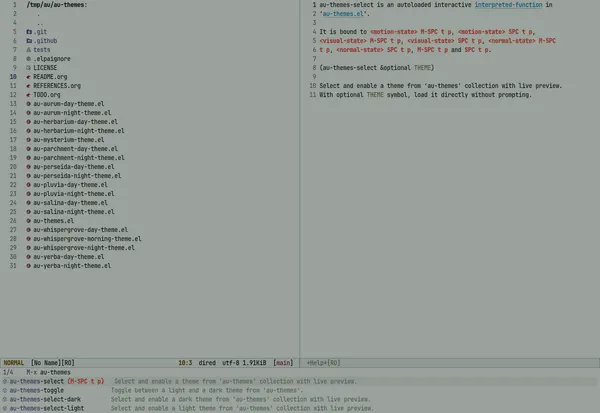 1 /tmp/au/au-themes:
3 .
4 ..
5 .git
6 .github
7 tests
8 .elpaignore
9 LICENSE
10 README.org
11 REFERENCES.org
12 TODO.org
13 au-aurum-day-theme.el
14 au-aurum-night-theme.el
15 au-herbarium-day-theme.el
16 au-herbarium-night-theme.el
17 au-mysterium-theme.el
18 au-parchment-day-theme.el
19 au-parchment-night-theme.el
20 au-perseida-day-theme.el
21 au-perseida-night-theme.el
22 au-pluvia-day-theme.el
23 au-pluvia-night-theme.el
24 au-salina-day-theme.el
25 au-salina-night-theme.el
26 au-themes.el
27 au-whispergrove-day-theme.el
28 au-whispergrove-morning-theme.el
29 au-whispergrove-night-theme.el
30 au-yerba-day-theme.el
31 au-yerba-night-theme.el
NORMAL [No Name][RO] 10:3 dired utf-8 1.91KiB [main]
1 au-themes-select is an autoloaded interactive interpreted-function in
2 'au-themes.el'.
3
4 It is bound to <motion-state> M-SPC t p, <motion-state> SPC t p,
5 <visual-state> M-SPC t p, <visual-state> SPC t p, <normal-state> M-SPC
6 t p, <normal-state> SPC t p, M-SPC t p and SPC t p.
7
8 (au-themes-select &optional THEME)
9
10 Select and enable a theme from 'au-themes' collection with live preview.
11 With optional THEME symbol, load it directly without prompting.
*Help*[RO]
1/4 M-x au-themes
au-themes-select (M-SPC t p) Select and enable a theme from 'au-themes' collection with live preview.
au-themes-toggle Toggle between a light and a dark theme from 'au-themes'.
au-themes-select-dark Select and enable a dark theme from 'au-themes' collection with live preview.
au-themes-select-light Select and enable a light theme from 'au-themes' collection with live preview.